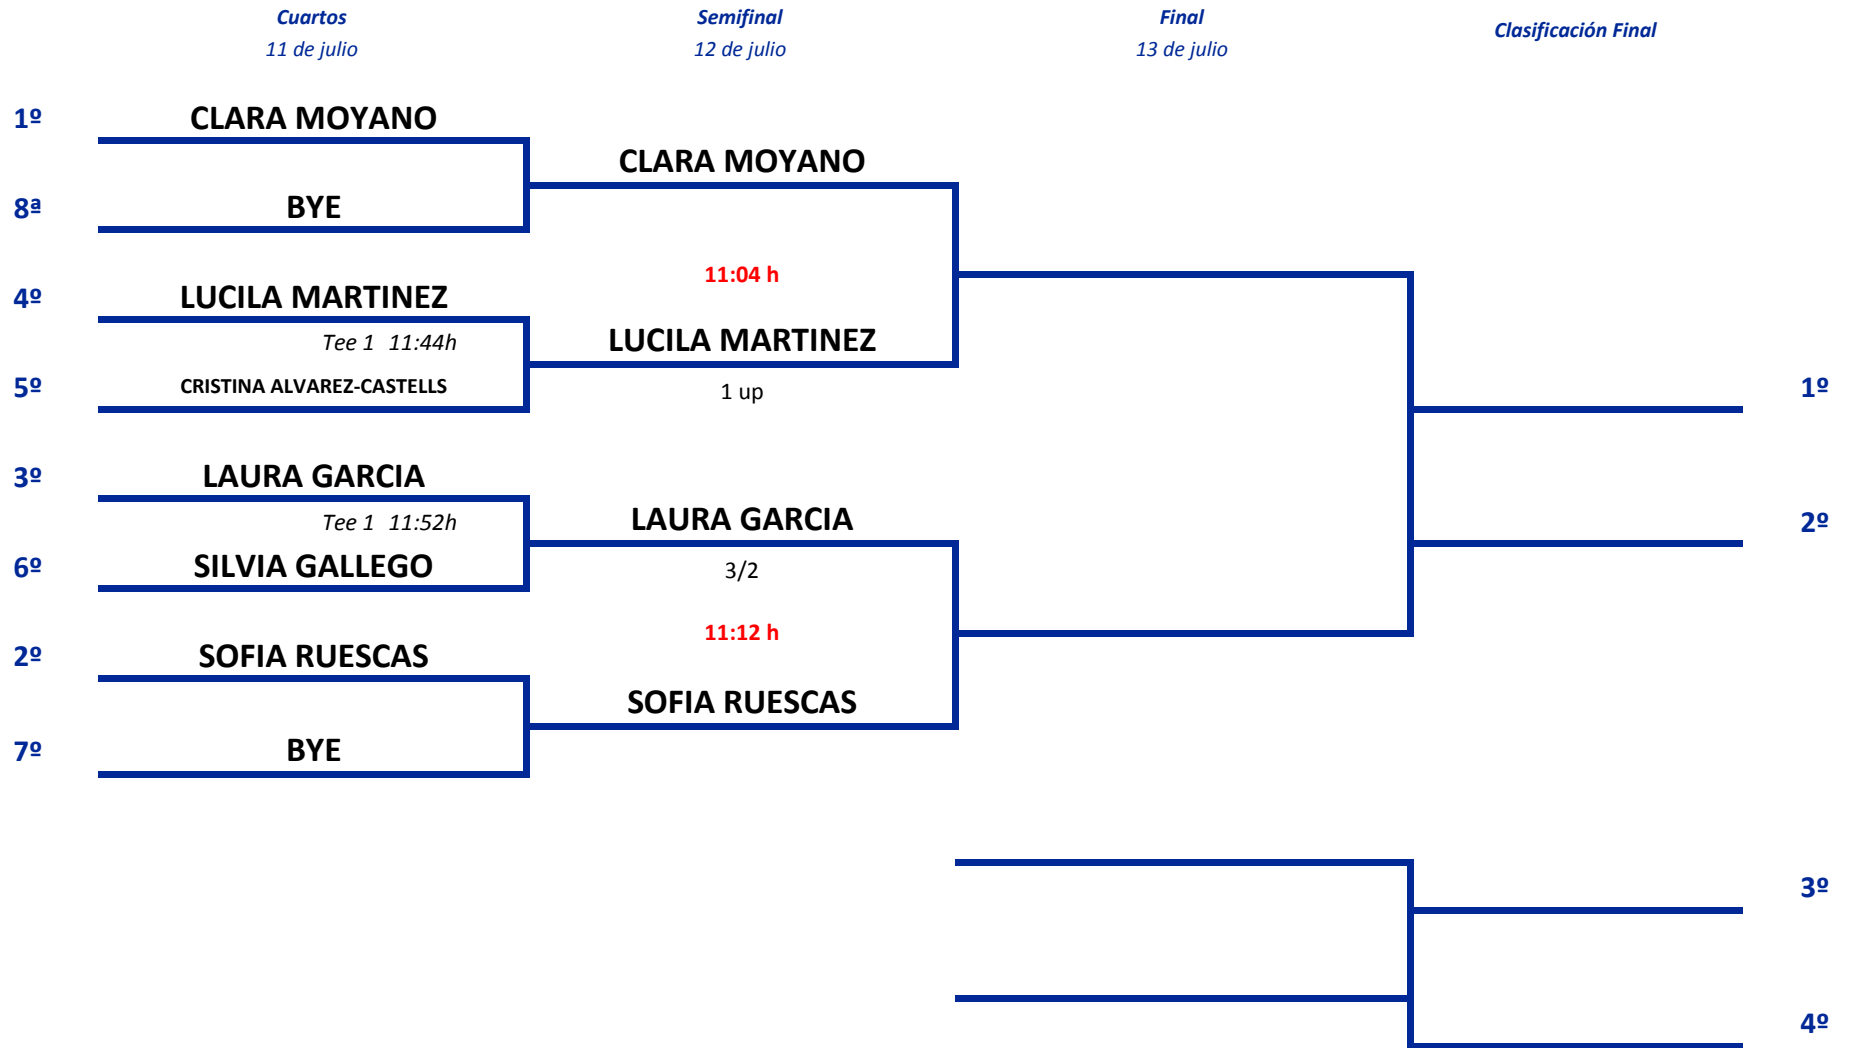 Cuartos
Semifinal
Final
Clasificación Final
11 de julio
12 de julio
13 de julio
1º
CLARA MOYANO
CLARA MOYANO
8ª
BYE
11:04 h
4º
LUCILA MARTINEZ
Tee 1 11:44h
LUCILA MARTINEZ
5º
CRISTINA ALVAREZ-CASTELLS
1 up
1º
3º
LAURA GARCIA
Tee 1 11:52h
LAURA GARCIA
2º
6º
SILVIA GALLEGO
3/2
11:12 h
2º
SOFIA RUESCAS
SOFIA RUESCAS
7º
BYE
3º
4º